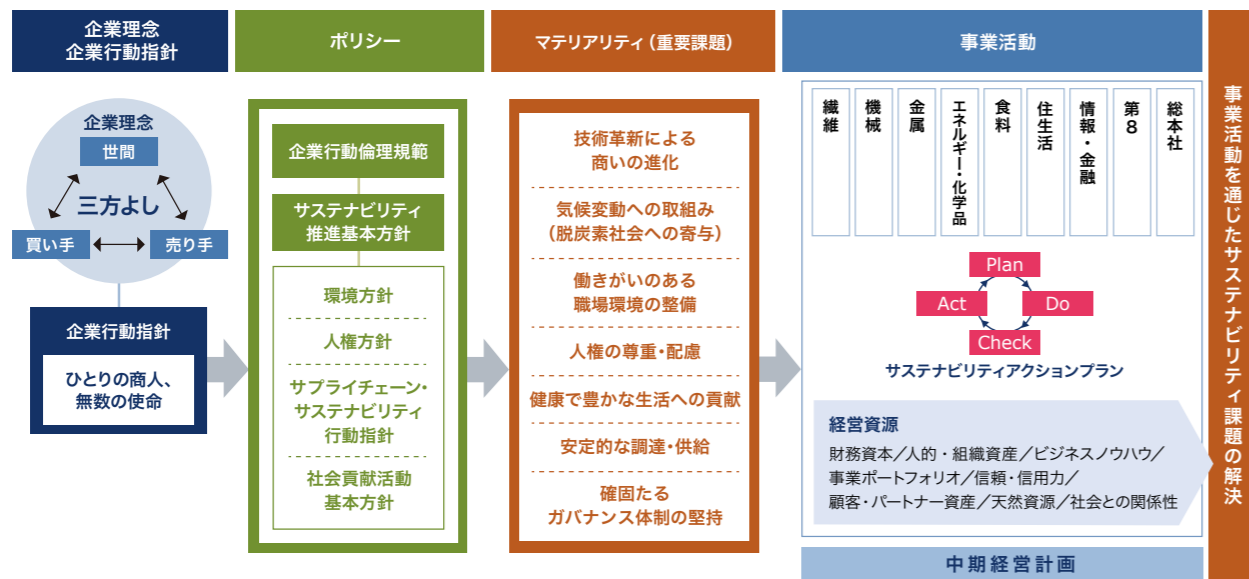 企業理念
企業行動指針
企業理念
世間
三方よし
買い手
売り手
企業行動指針
ひとりの商人、
無数の使命
ポリシー
企業行動倫理規範
サステナビリティ
推進基本方針
環境方針
人権方針
サプライチェーン・
サステナビリティ
行動指針
社会貢献活動
基本方針
マテリアリティ（重要課題）
技術革新による
商いの進化
気候変動への取組み
（脱炭素社会への寄与）
働きがいのある
職場環境の整備
人権の尊重・配慮
健康で豊かな生活への貢献
安定的な調達・供給
確固たる
ガバナンス体制の堅持
事業活動
繊維
機械
金属
エネルギー・化学品
食料
住生活
情報・金融
第8
総本社
Plan
Act
Do
Check
サステナビリティアクションプラン
経営資源
財務資本／人的・組織資産／ビジネスノウハウ／
事業ポートフォリオ／信頼・信用力／
顧客・パートナー資産／天然資源／社会との関係性
中期経営計画
事業活動を通じたサステナビリティ課題の解決